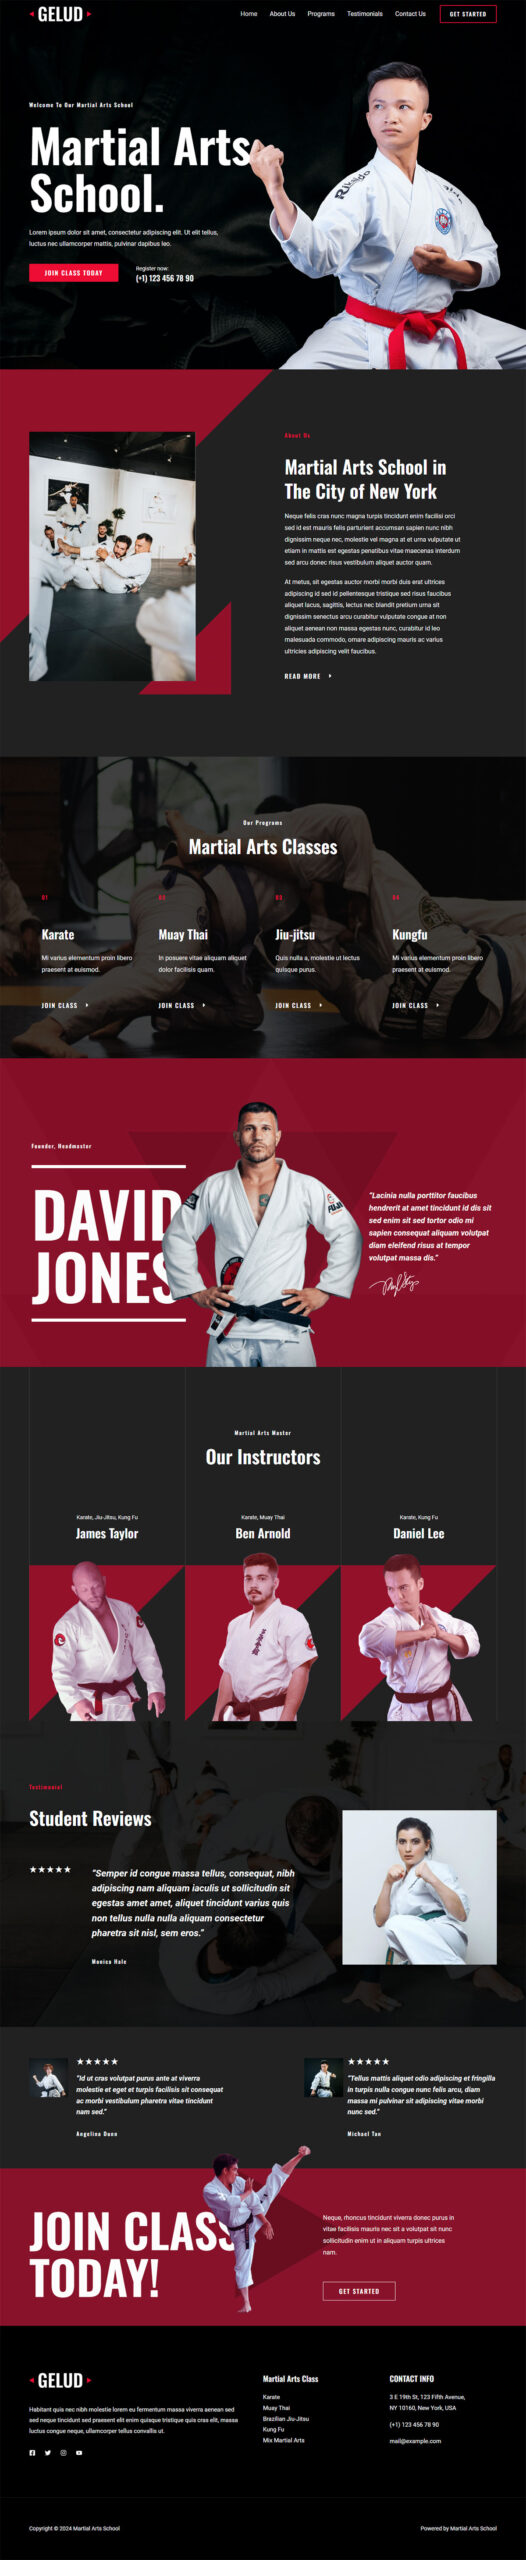 GELUD
Home
About Us
Programs
Testimonials
Contact Us
GET STARTED
Welcome To Our Martial Arts School
Martial Arts
School.
Lorem ipsum dolor sit amet, consectetur adipiscing elit. Ut elit tellus,
luctus nec ullamcorper mattis, pulvinar dapibus leo.
JOIN CLASS TODAY
Register now.
(+1) 123 456 78 90
About Us
Martial Arts School in
The City of New York
Neque felis cras nunc magna turpis tincidunt enim facilisi orci
sed id est mauris felis parturient accumsan sapien nunc nibh
dignissim neque nec, molestie vel magna at et urna vulputate ut
etiam in mattis est egestas penatibus vitae maecenas interdum
sed arcu donec risus vestibulum aliquet auctor quam.
At metus, sit egestas auctor morbi morbi duis erat ultrices
adipiscing id sed id pellentesque tristique sed risus faucibus
aliquet lacus, sagittis, lectus nec blandit pretium urna sit
dignissim senectus arcu curabitur vulputate congue at non
aliquet aenean non massa egestas nunc, curabitur id leo
malesuada commodo, ornare adipiscing mauris ac varius
ultricies adipiscing velit faucibus.
READ MORE
Our Programs
Martial Arts Classes
01
Karate
Mi varius elementum proin libero
praesent at euismod.
JOIN CLASS
02
Muay Thai
In posuere vitae aliquam aliquet
dolor facilisis quam.
JOIN CLASS
03
Jiu-jitsu
Quis nulla a, molestie ut lectus
quisque purus.
JOIN CLASS
04
Kungfu
Mi varius elementum proin libero
praesent at euismod.
JOIN CLASS
Founder, Headmaster
DAVID
JONES
“Lacinia nulla porttitor faucibus
hendrerit at amet tincidunt id dis sit
sed enim sit sed tortor odio mi
sapien consequat aliquam volutpat
diam eleifend risus at tempor
volutpat massa dis.”
Martial Arts Master
Our Instructors
Karate, Jiu-Jitsu, Kung Fu
James Taylor
Karate, Muay Thai
Ben Arnold
Karate, Kung Fu
Daniel Lee
Testimonial
Student Reviews
“Semper id congue massa tellus, consequat, nibh
adipiscing nam aliquam iaculis ut sollicitudin sit
egestas amet amet, aliquet tincidunt varius quis
non tellus nulla nulla aliquam consectetur
pharetra sit nisl, sem eros.”
Monica Hale
“Id ut cras volutpat purus ante at viverra
molestie et eget et turpis facilisis sit consequat
ac morbi vestibulum pharetra vitae tincidunt
nam sed.”
Angelina Dunn
“Tellus mattis aliquet odio adipiscing et fringilla
in turpis nulla congue nunc felis arcu, diam
massa mi pulvinar sit adipiscing vitae morbi
nunc sed.”
Michael Tan
JOIN CLASS
TODAY!
Neque, rhoncus tincidunt viverra donec purus in
vitae facilisis mauris nec sit a volutpat sit nunc
sollicitudin enim ut in aliquam turpis ultrices
nam.
GET STARTED
GELUD
Habitant quis nec nibh molestie lorem eu fermentum massa viverra aenean sed
sed neque tincidunt sed praesent elit enim quisque tristique quis cras elit, massa
luctus congue neque, ullamcorper tellus convallis ut.
Martial Arts Class
Karate
Muay Thai
Brazilian Jiu-Jitsu
Kung Fu
Mix Martial Arts
CONTACT INFO
3 E 19th St, 123 Fifth Avenue,
NY 10160, New York, USA
(+1) 123 456 78 90
mail@example.com
Copyright © 2024 Martial Arts School
Powered by Martial Arts School